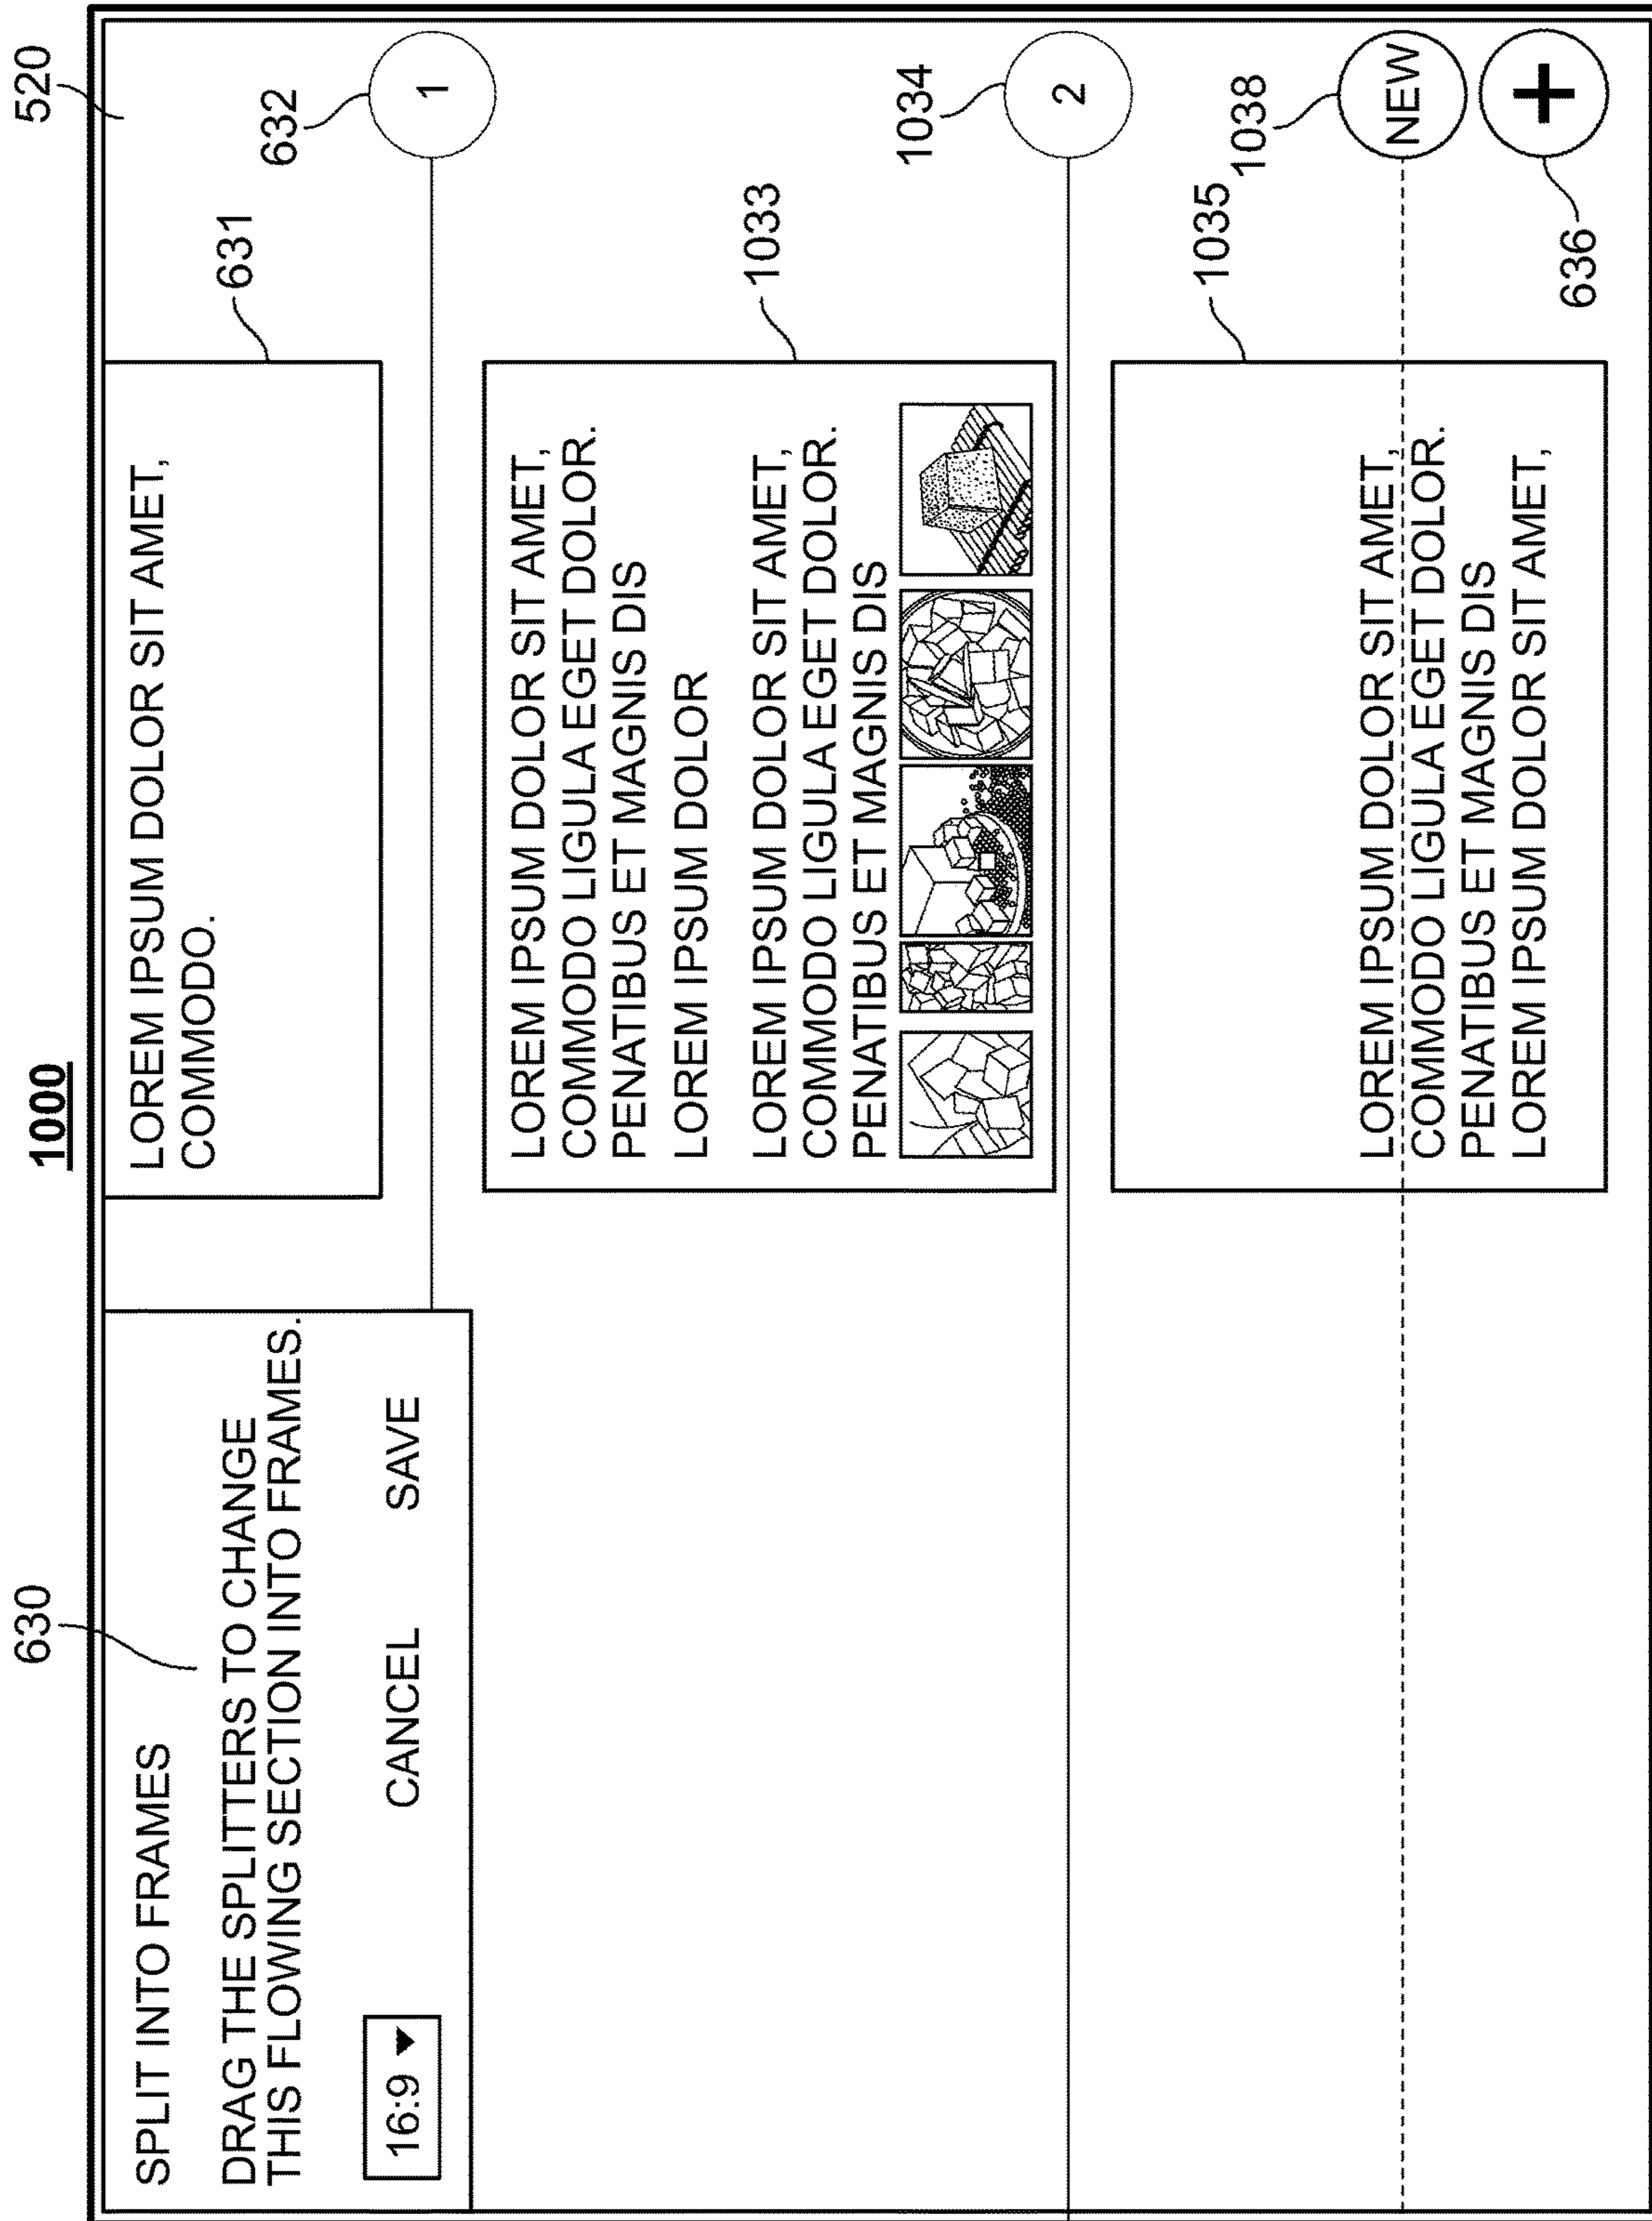 1000
520
630
SPLIT INTO FRAMES
DRAG THE SPLITTERS TO CHANGE
THIS FLOWING SECTION INTO FRAMES.
16:9
CANCEL
SAVE
LOREM IPSUM DOLOR SIT AMET,
COMMODO.
631
632
1
LOREM IPSUM DOLOR SIT AMET,
COMMODO LIGULA EGET DOLOR.
PENATIBUS ET MAGNIS DIS
LOREM IPSUM DOLOR
LOREM IPSUM DOLOR SIT AMET,
COMMODO LIGULA EGET DOLOR.
PENATIBUS ET MAGNIS DIS
1033
1034
2
1035
1038
NEW
LOREM IPSUM DOLOR SIT AMET,
COMMODO LIGULA EGET DOLOR.
PENATIBUS ET MAGNIS DIS
LOREM IPSUM DOLOR SIT AMET,
+
636